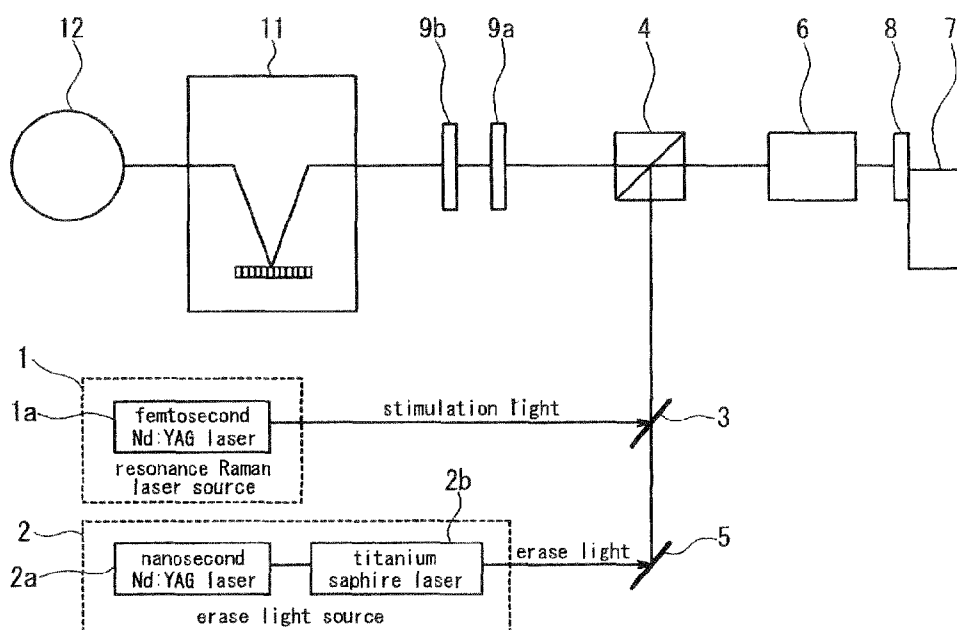 12
11
9b
9a
4
6
8
7
1
1a
femtosecond
Nd:YAG laser
resonance Raman
laser source
stimulation light
3
2
2a
nanosecond
Nd:YAG laser
2b
titanium
saphire laser
erase light
5
erase light source